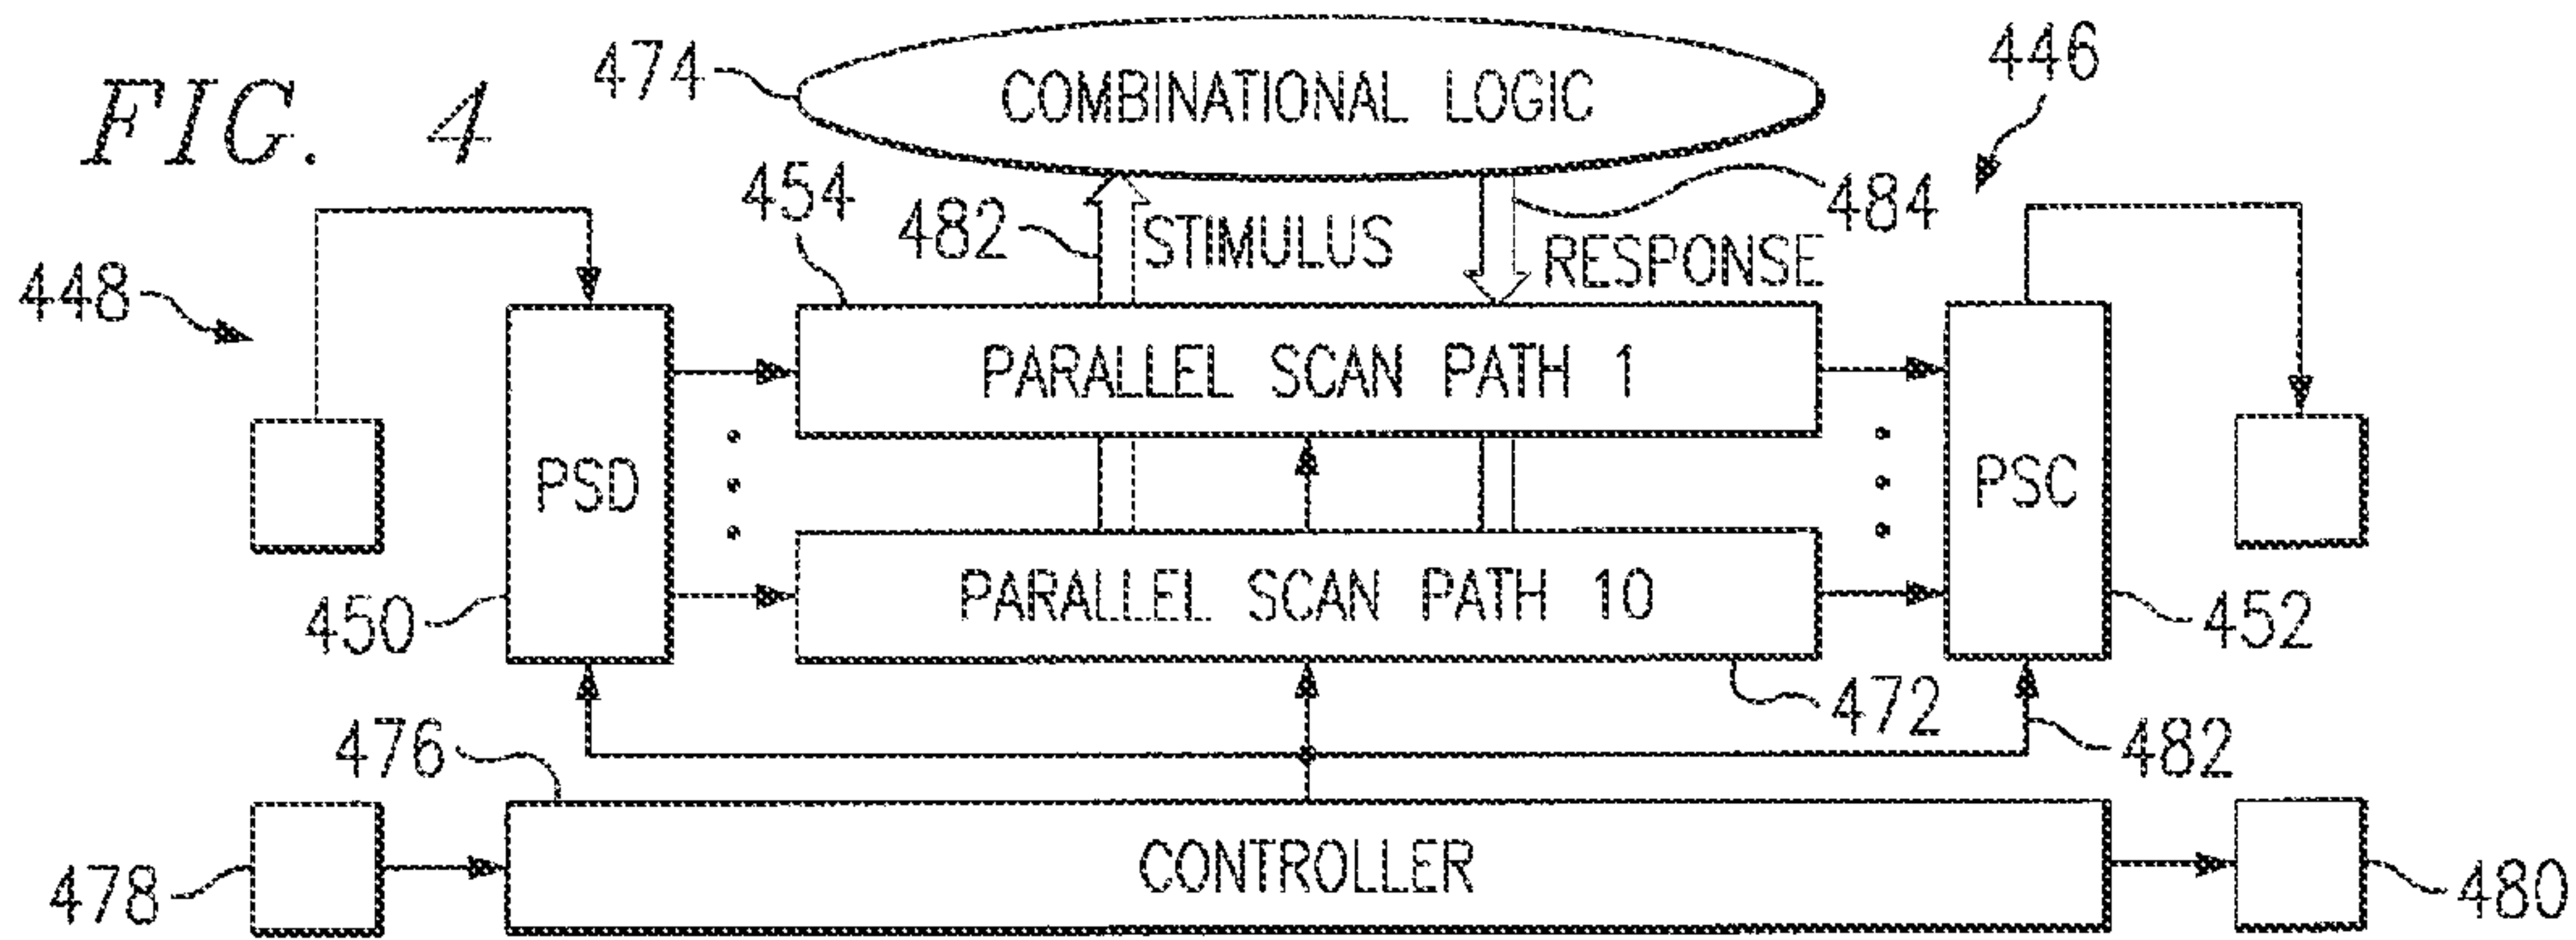 FIG. 4
474
COMBINATIONAL LOGIC
446
454
482
STIMULUS
484
RESPONSE
448
PARALLEL SCAN PATH 1
PSD
PSC
PARALLEL SCAN PATH 10
450
452
472
476
482
CONTROLLER
478
480